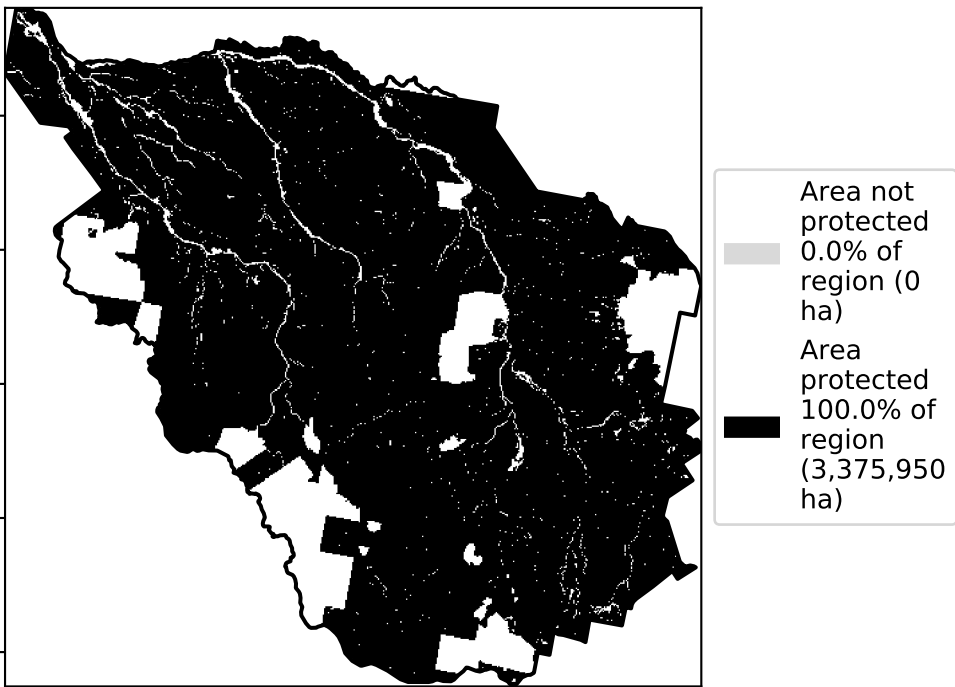 Area not
protected
0.0% of
region (0
ha)
Area
protected
100.0% of
region
(3,375,950
ha)